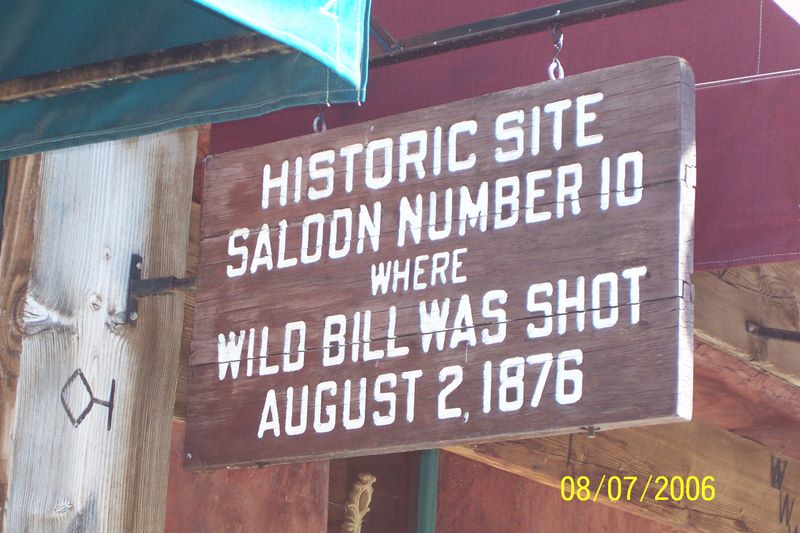 HISTORIC SITE
SALOON NUMBER 10
WHERE
WILD BILL WAS SHOT
AUGUST 2, 1876
08/07/2006